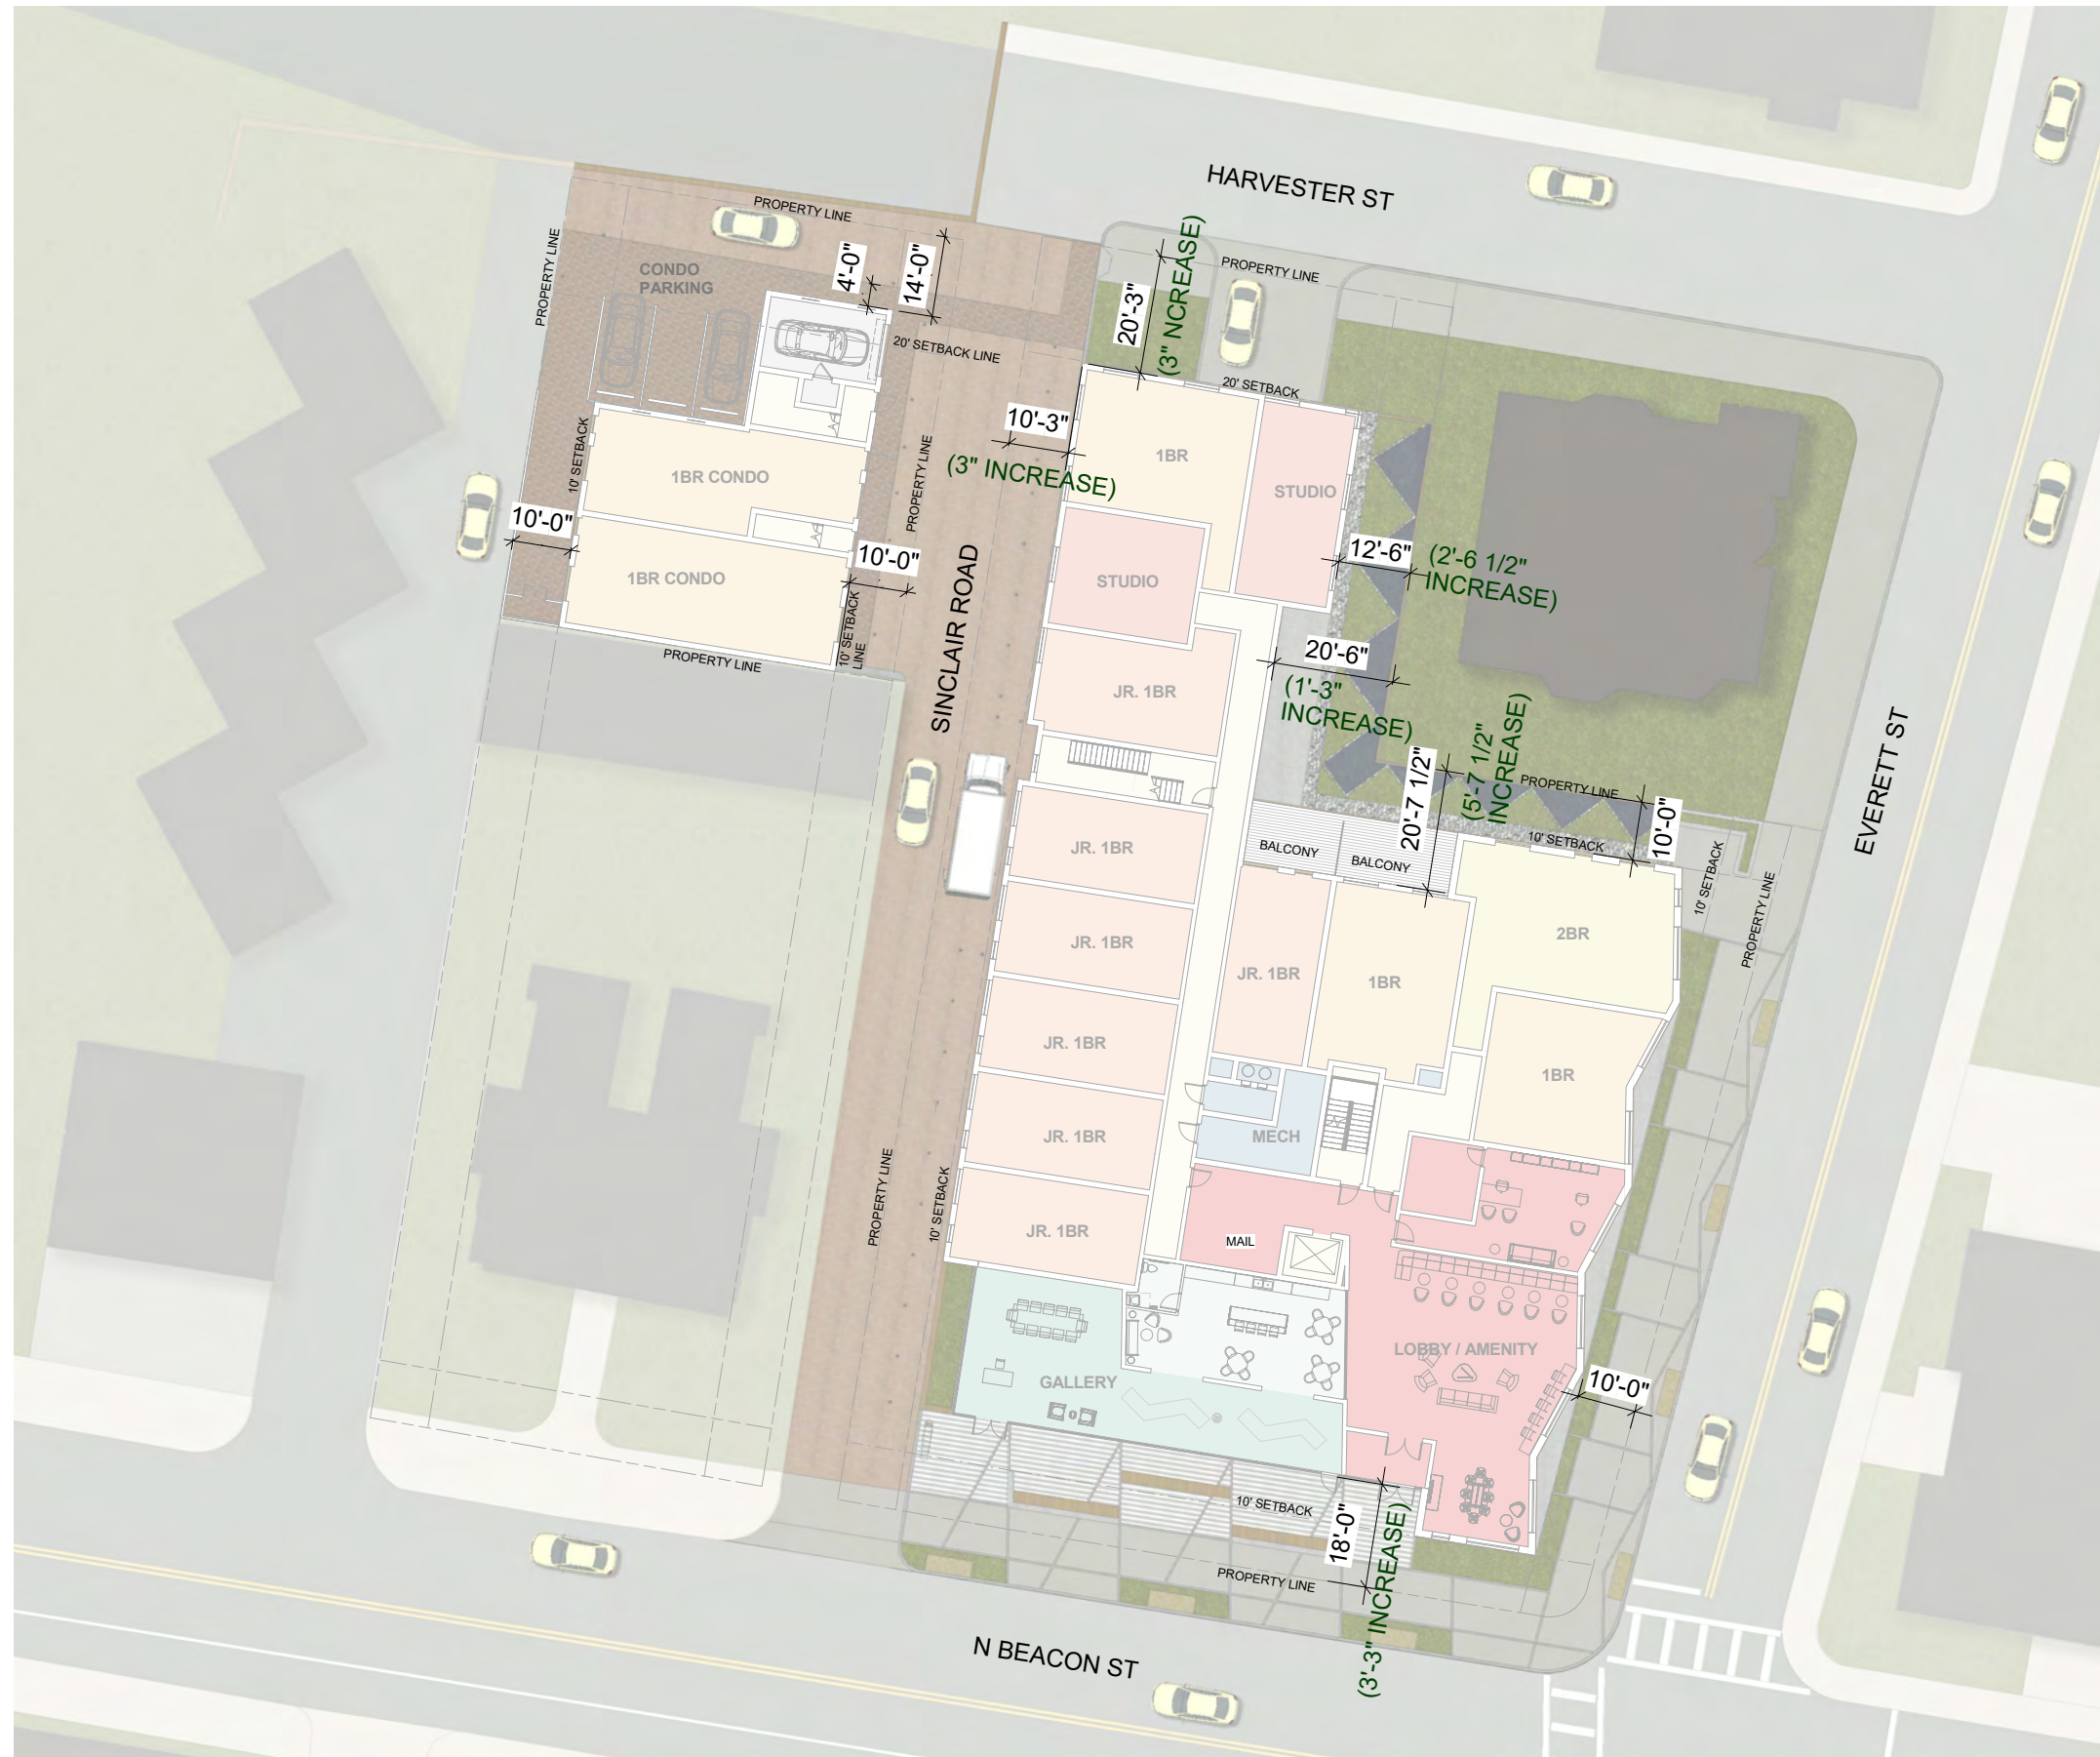 HARVESTER ST
PROPERTY LINE
PROPERTY LINE
4'-0"
14'-0"
CONDO
PARKING
20'-3"
(3" NCREASE)
PROPERTY LINE
20' SETBACK LINE
20' SETBACK
10'-3"
(3" INCREASE)
1BR
STUDIO
10' SETBACK
1BR CONDO
PROPERTY LINE
10'-0"
10'-0"
12'-6"
(2'-6 1/2"
INCREASE)
1BR CONDO
STUDIO
10' SETBACK
LINE
PROPERTY LINE
SINCLAIR ROAD
JR. 1BR
20'-6"
(1'-3"
INCREASE)
20'-7 1/2"
(5'-7 1/2"
INCREASE)
PROPERTY LINE
10'-0"
EVERETT ST
10' SETBACK
BALCONY
BALCONY
JR. 1BR
10' SETBACK
PROPERTY LINE
JR. 1BR
JR. 1BR
1BR
2BR
JR. 1BR
1BR
JR. 1BR
MECH
PROPERTY LINE
10' SETBACK
JR. 1BR
MAIL
LOBBY / AMENITY
GALLERY
10'-0"
10' SETBACK
18'-0"
(3'-3" INCREASE)
PROPERTY LINE
N BEACON ST